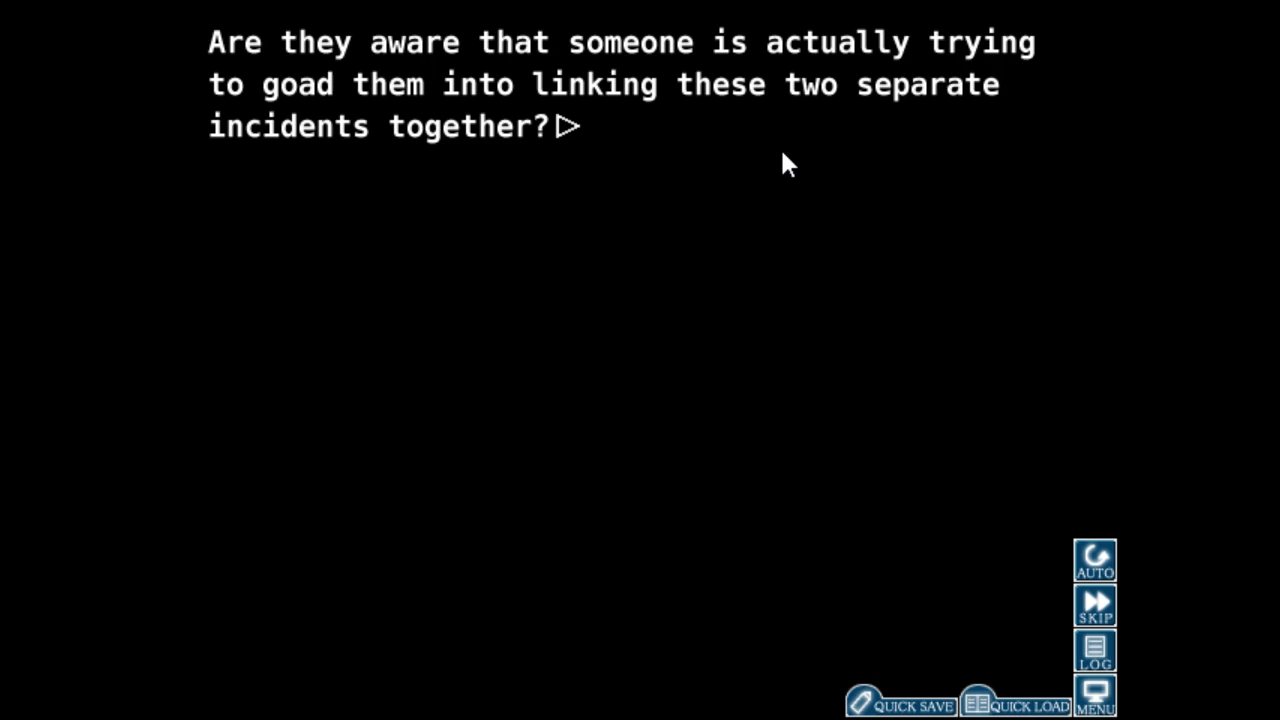 Are they aware that someone is actually trying
to goad them into linking these two separate
incidents together?
AUTO
SKIP
LOG
QUICK SAVE
QUICK LOAD
MENU